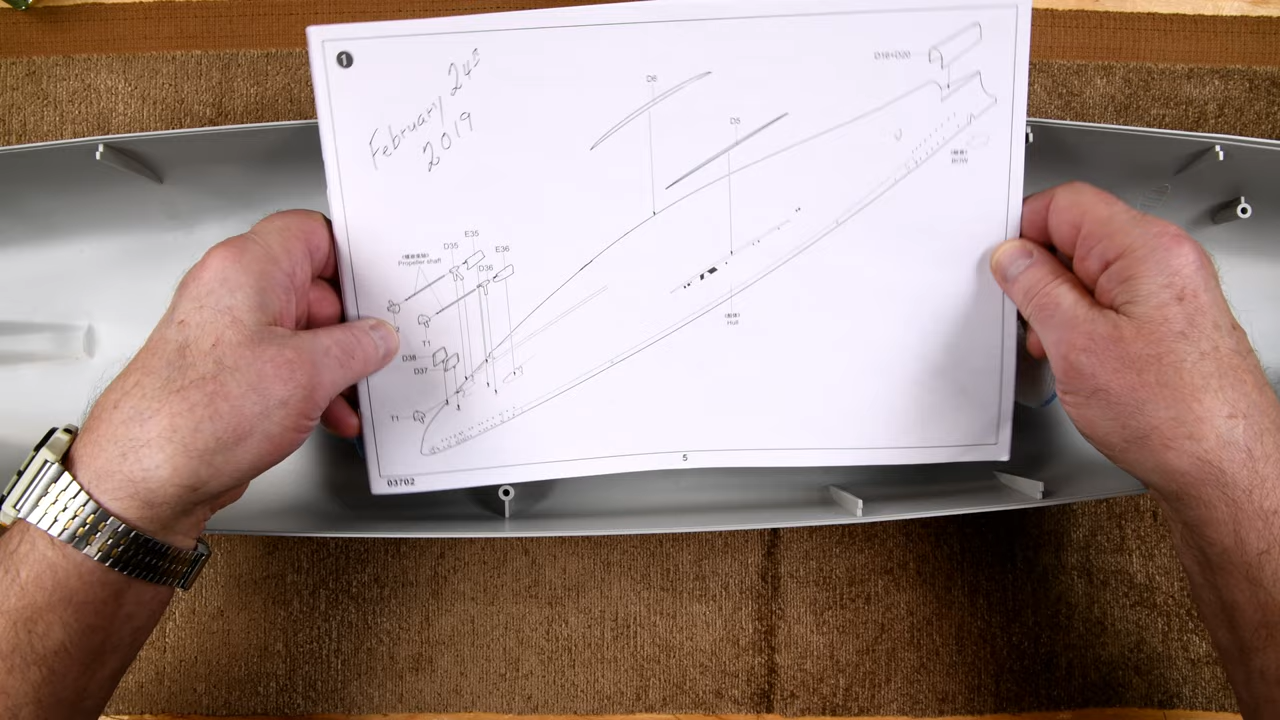 1
February 24th
2019
D6
D5
D18+D20
BOW
E35
D35
E36
Propeller shaft
D36
T1
D38
D37
T1
Hull
5
03702